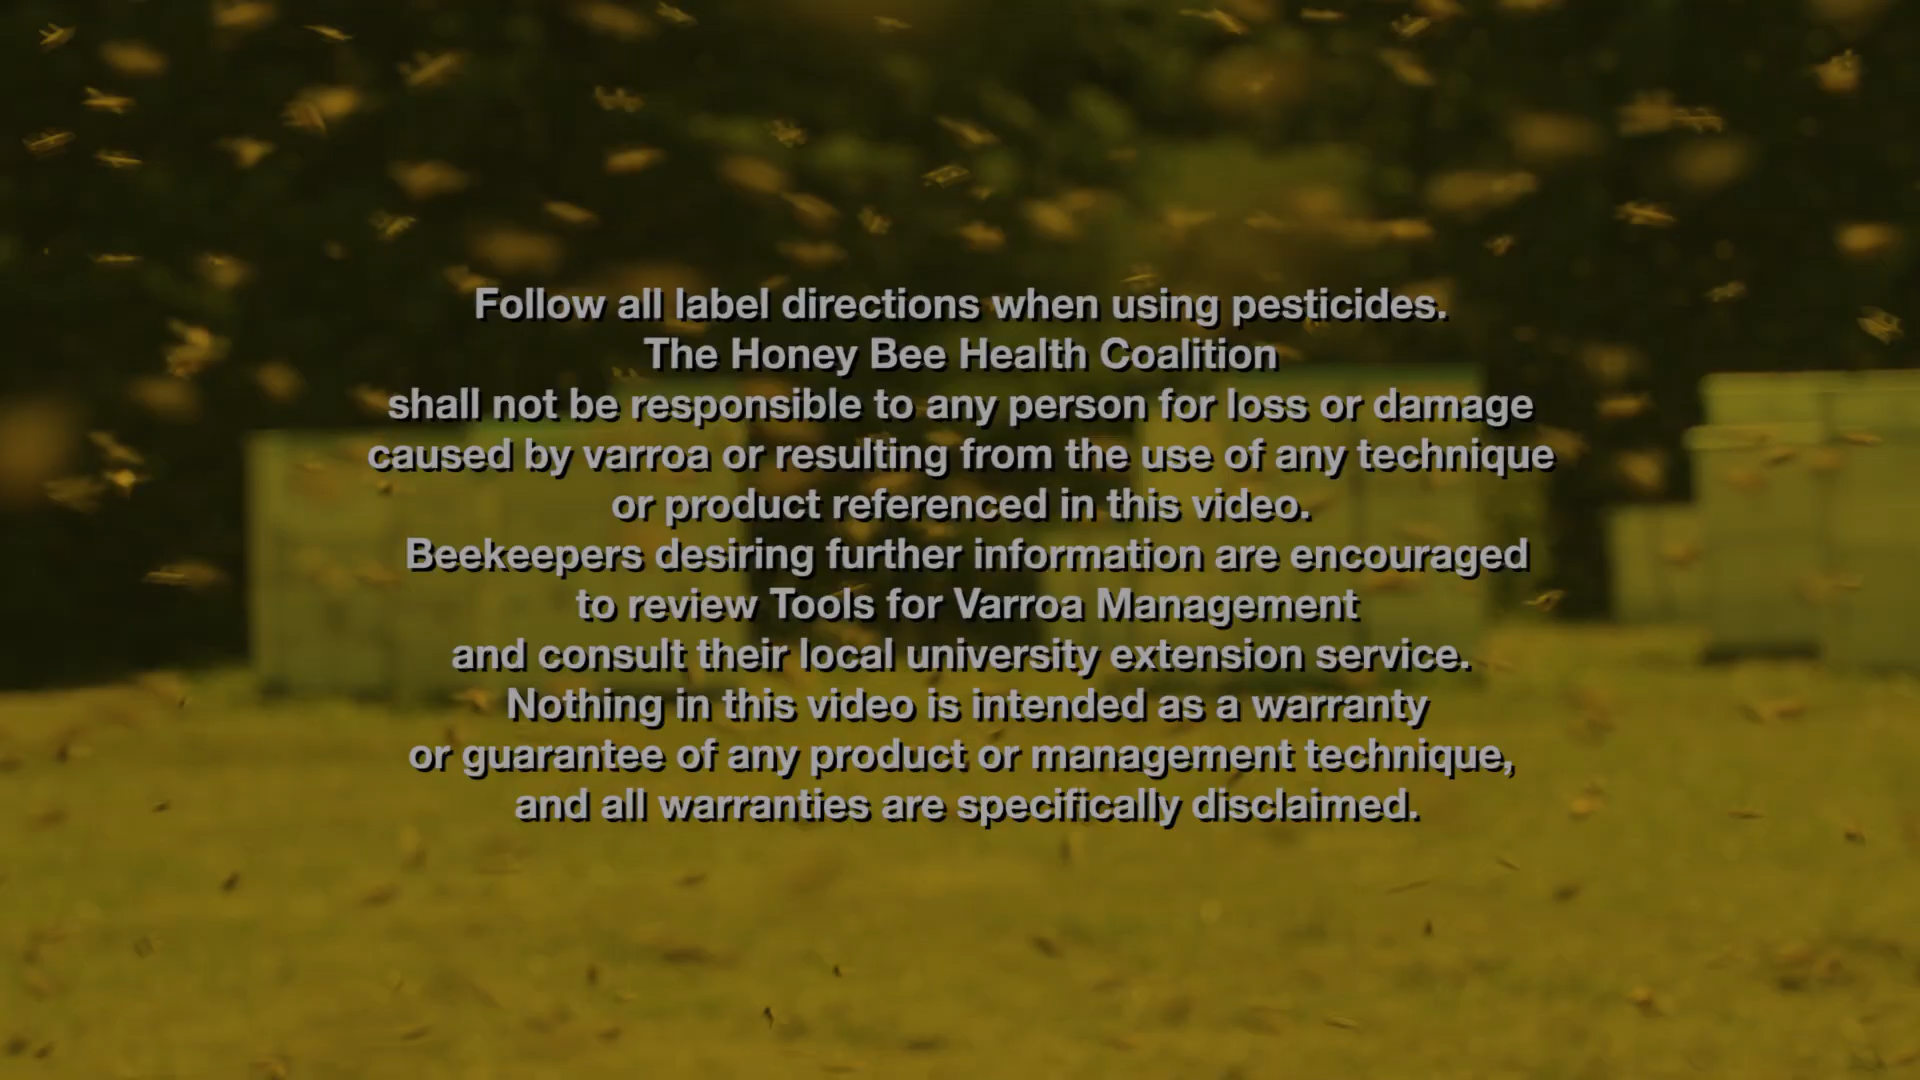 Follow all label directions when using pesticides.
The Honey Bee Health Coalition
shall not be responsible to any person for loss or damage
caused by varroa or resulting from the use of any technique
or product referenced in this video.
Beekeepers desiring further information are encouraged
to review Tools for Varroa Management
and consult their local university extension service.
Nothing in this video is intended as a warranty
or guarantee of any product or management technique,
and all warranties are specifically disclaimed.